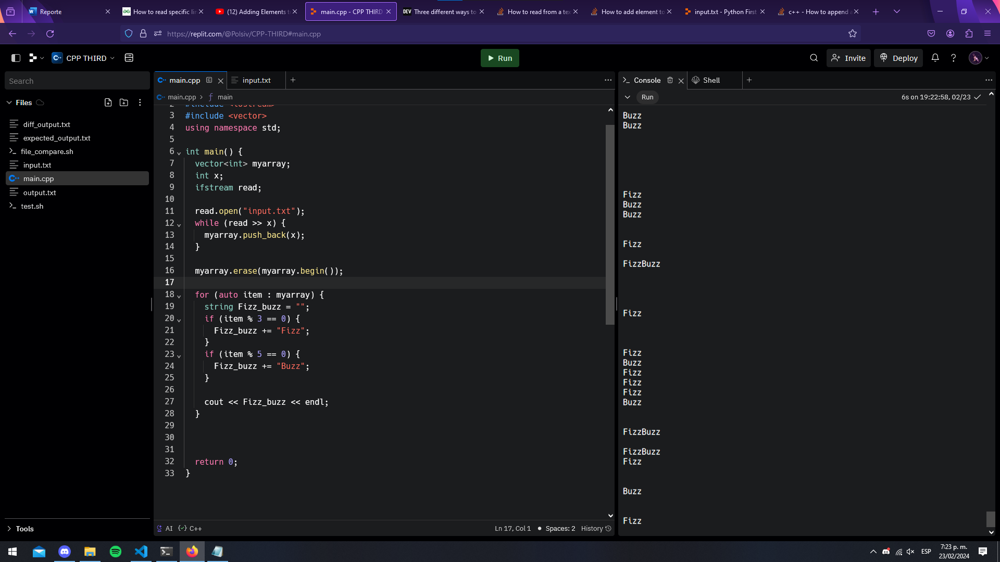 Reporte
How to read specific lin
(12) Adding Elements t
main.cpp - CPP THIRD
DEV Three different ways to
How to read from a tex
How to add element to
input.txt - Python First
c++ - How to append a
https://replit.com/@Polsiv/CPP-THIRD#main.cpp
CPP THIRD
Run
Invite
Deploy
Search
Files
diff_output.txt
expected_output.txt
file_compare.sh
input.txt
main.cpp
output.txt
test.sh
Tools
main.cpp
input.txt
main.cpp > main
2 #include <iostream>
3 #include <vector>
4 using namespace std;
5
6 int main() {
7 vector<int> myarray;
8 int x;
9 ifstream read;
10
11 read.open("input.txt");
12 while (read >> x) {
13 myarray.push_back(x);
14 }
15
16 myarray.erase(myarray.begin());
17
18 for (auto item : myarray) {
19 string Fizz_buzz = "";
20 if (item % 3 == 0) {
21 Fizz_buzz += "Fizz";
22 }
23 if (item % 5 == 0) {
24 Fizz_buzz += "Buzz";
25 }
26
27 cout << Fizz_buzz << endl;
28 }
29
30
31
32 return 0;
33 }
AI C++
Ln 17, Col 1 • Spaces: 2 History
Console
Shell
Run
6s on 19:22:58, 02/23
Buzz
Buzz
Fizz
Buzz
Buzz
Fizz
FizzBuzz
Fizz
Fizz
Buzz
Fizz
Fizz
Fizz
Buzz
FizzBuzz
FizzBuzz
Fizz
Buzz
Fizz
ESP
7:23 p. m.
23/02/2024